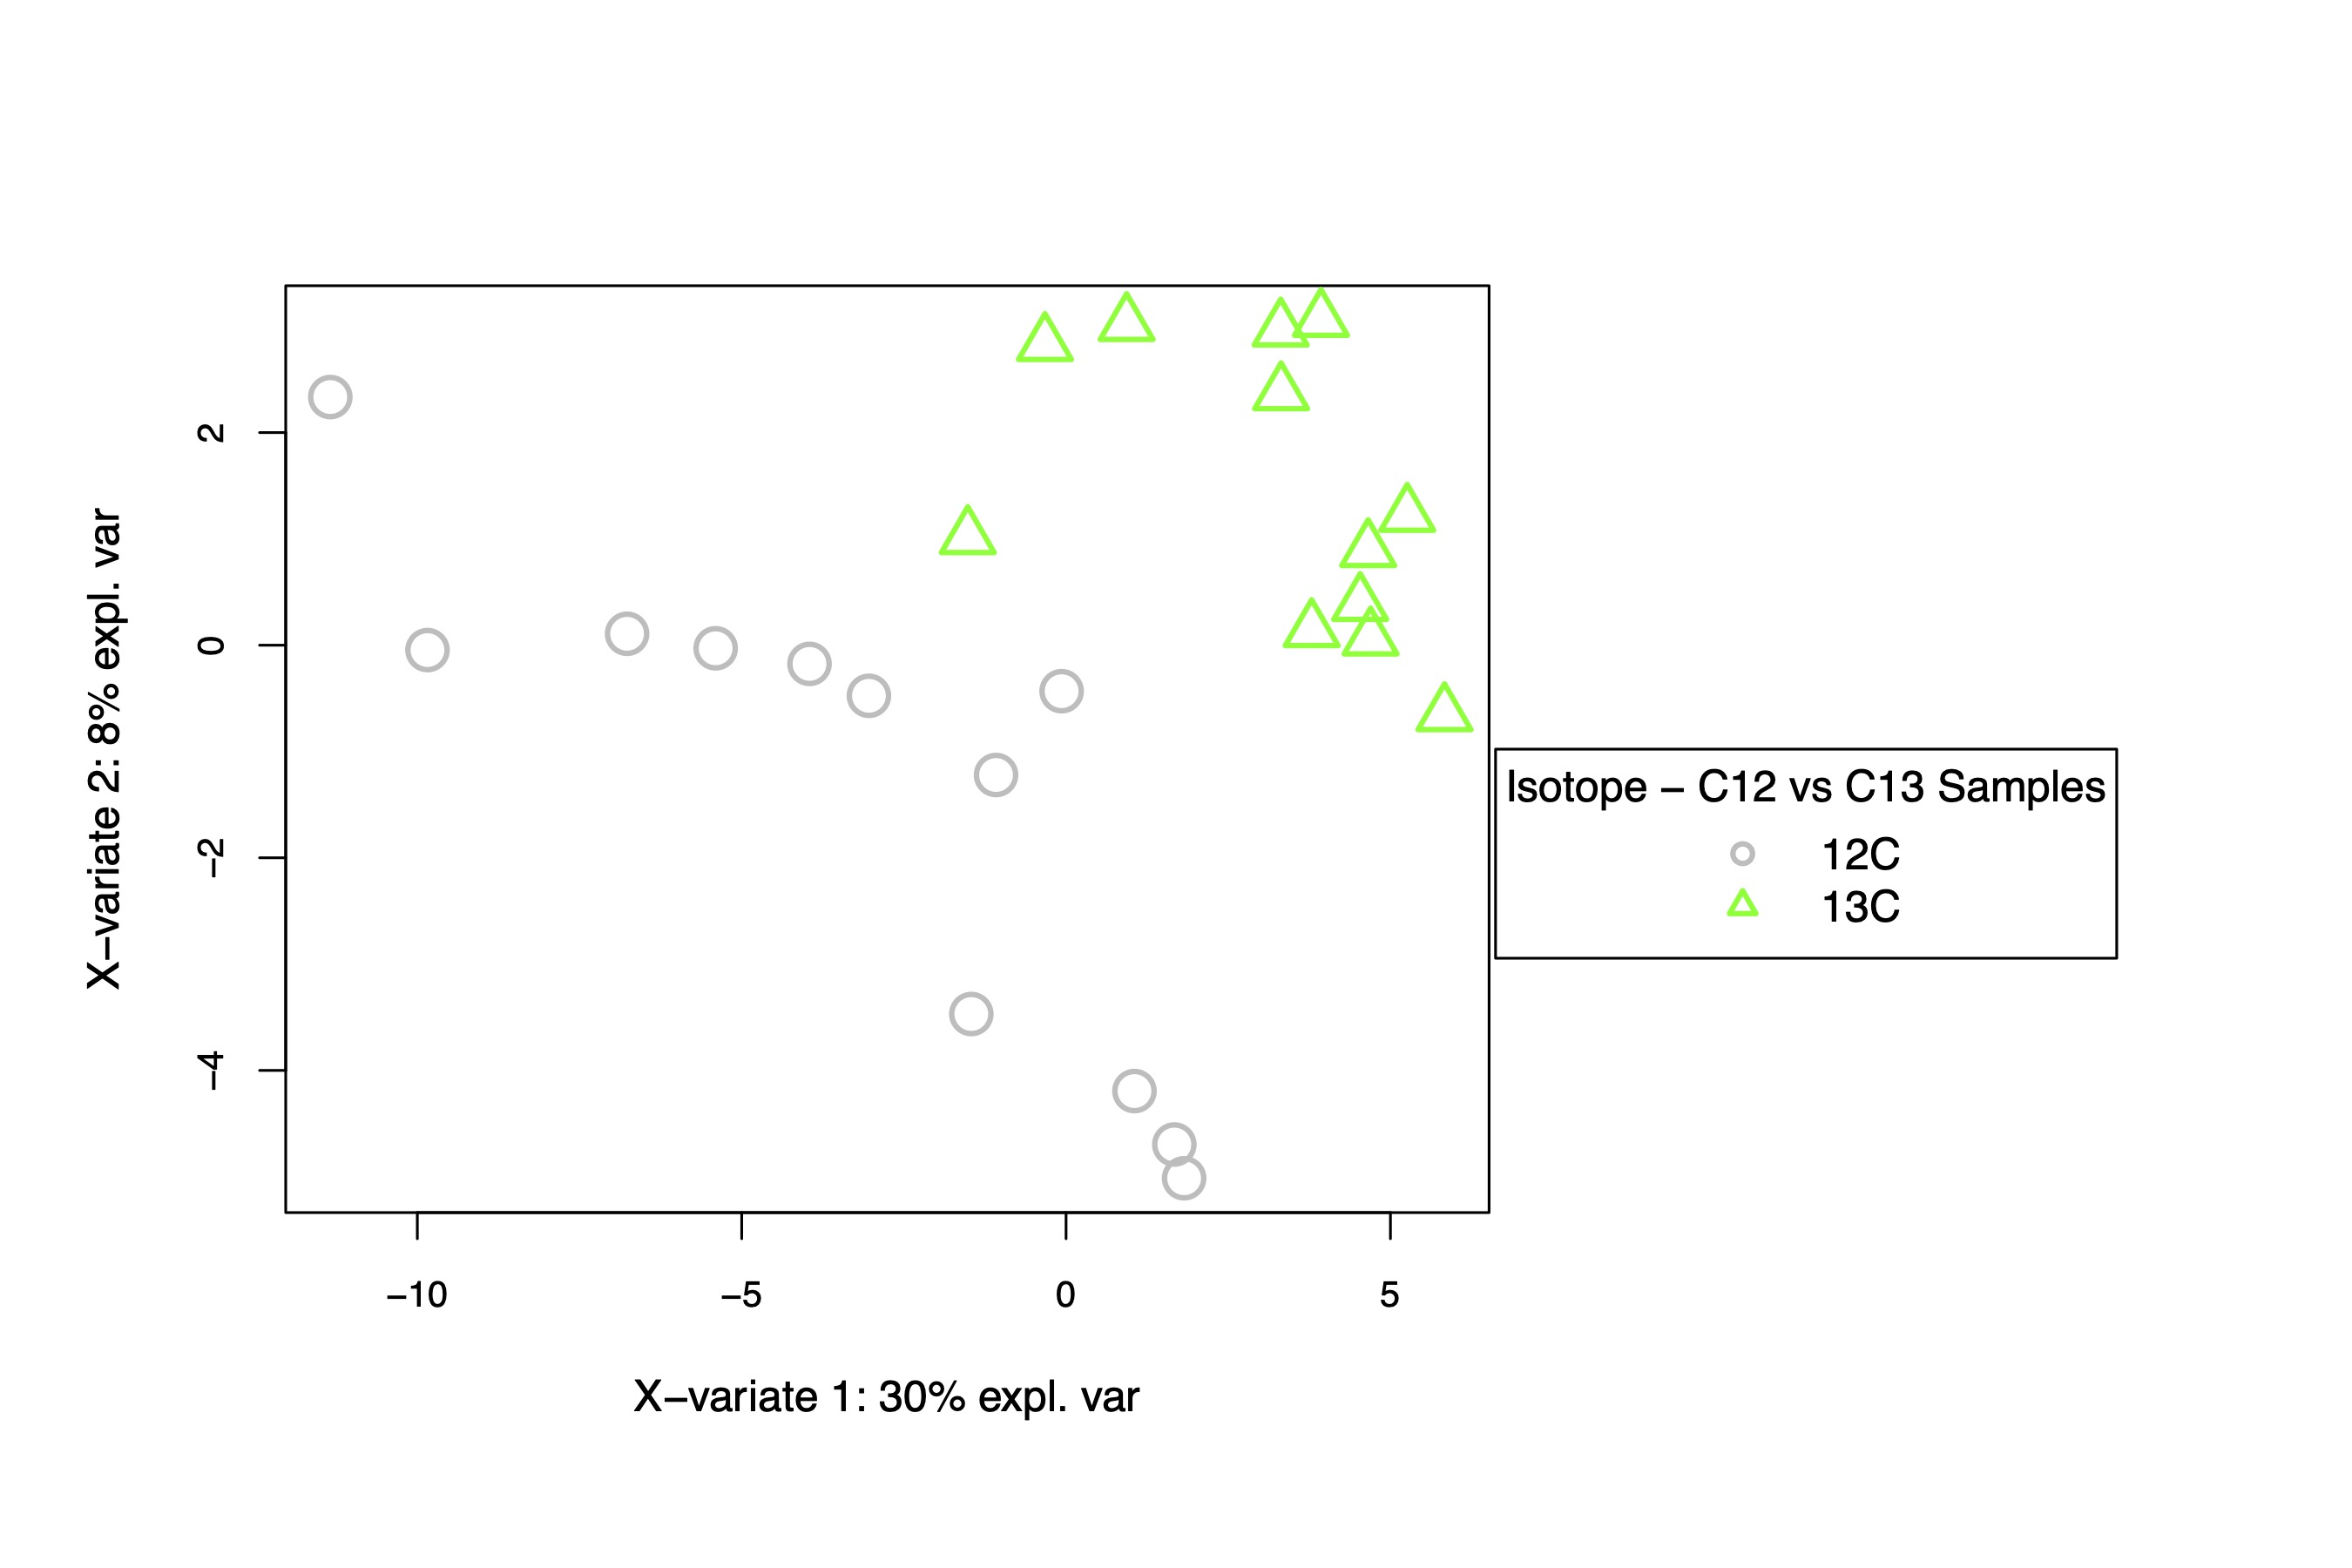 2
0
−2
−4
X−variate 2: 8% expl. var
Isotope − C12 vs C13 Samples
12C
13C
−10 −5 0 5
X−variate 1: 30% expl. var